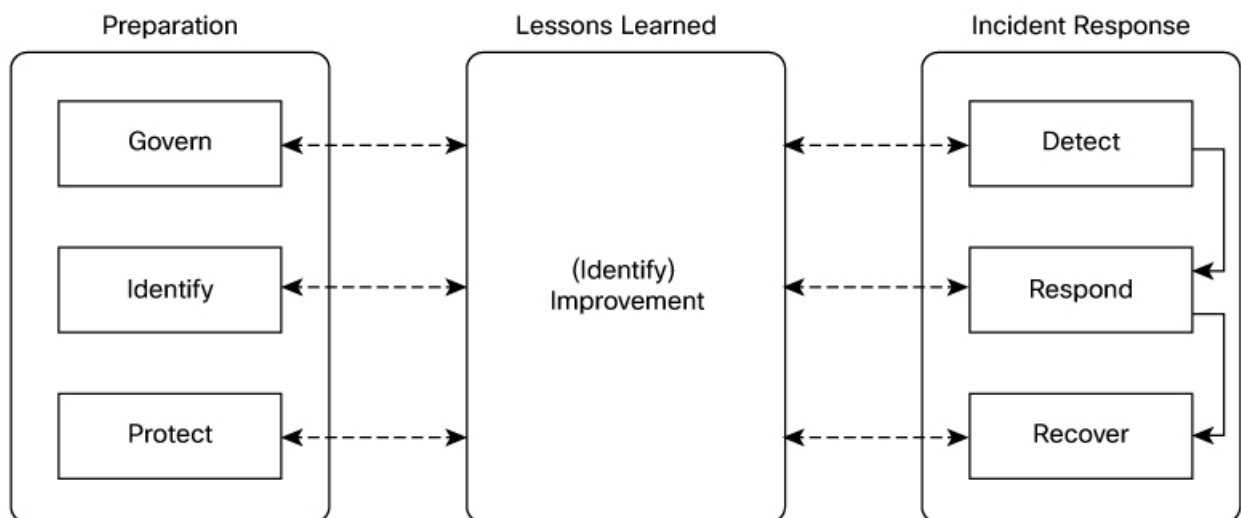 Preparation
Lessons Learned
Incident Response
Govern
Identify
Protect
(Identify)
Improvement
Detect
Respond
Recover